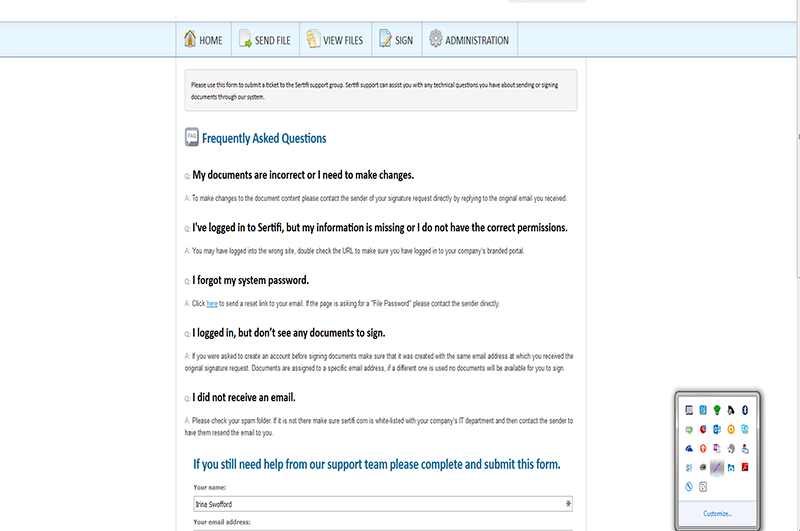 HOME SEND FILE VIEW FILES SIGN ADMINISTRATION
Please use this form to submit a ticket to the Sertifi support group. Sertifi support can assist you with any technical questions you have about sending or signing
documents through our system.
FAQ Frequently Asked Questions
Q: My documents are incorrect or I need to make changes.
A: To make changes to the document content please contact the sender of your signature request directly by replying to the original email you received.
Q: I've logged in to Sertifi, but my information is missing or I do not have the correct permissions.
A: You may have logged into the wrong site, double check the URL to make sure you have logged in to your company's branded portal.
Q: I forgot my system password.
A: Click here to send a reset link to your email. If the page is asking for a "File Password" please contact the sender directly.
Q: I logged in, but don't see any documents to sign.
A: If you were asked to create an account before signing documents make sure that it was created with the same email address at which you received the
original signature request. Documents are assigned to a specific email address, if a different one is used no documents will be available for you to sign.
Q: I did not receive an email.
A: Please check your spam folder. If it is not there make sure sertifi.com is white-listed with your company's IT department and then contact the sender to
have them resend the email to you.
If you still need help from our support team please complete and submit this form.
Your name:
Irina Swofford *
Your email address:
Customize...